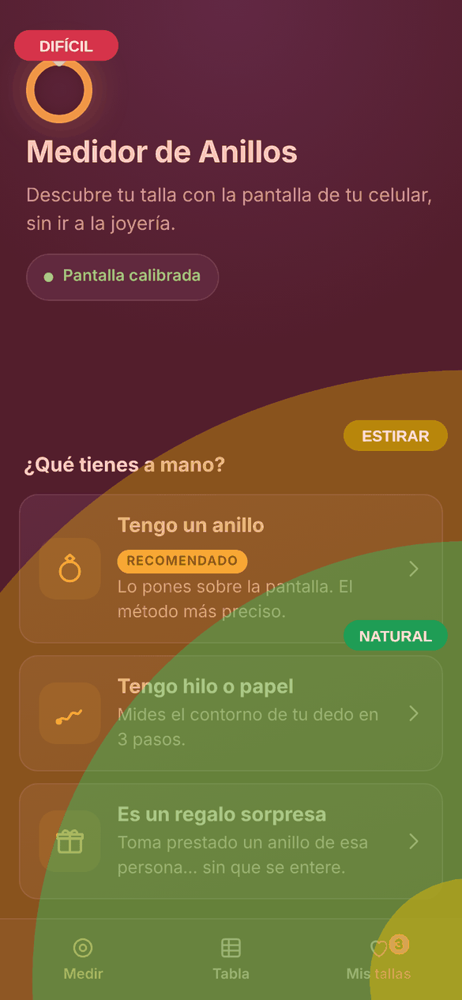 DIFÍCIL
Medidor de Anillos
Descubre tu talla con la pantalla de tu celular,
sin ir a la joyería.
Pantalla calibrada
ESTIRAR
¿Qué tienes a mano?
Tengo un anillo
RECOMENDADO
Lo pones sobre la pantalla. El
método más preciso.
NATURAL
Tengo hilo o papel
Mides el contorno de tu dedo en
3 pasos.
Es un regalo sorpresa
Toma prestado un anillo de esa
persona... sin que se entere.
3
Medir Tabla Mis tallas